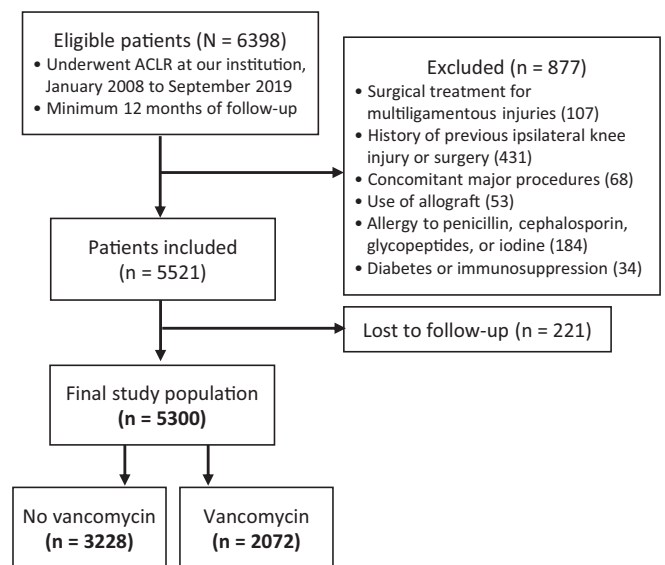 Eligible patients (N = 6398)
• Underwent ACLR at our institution,
January 2008 to September 2019
• Minimum 12 months of follow-up
Excluded (n = 877)
• Surgical treatment for
multiligamentous injuries (107)
• History of previous ipsilateral knee
injury or surgery (431)
• Concomitant major procedures (68)
• Use of allograft (53)
• Allergy to penicillin, cephalosporin,
glycopeptides, or iodine (184)
• Diabetes or immunosuppression (34)
Patients included
(n = 5521)
Lost to follow-up (n = 221)
Final study population
(n = 5300)
No vancomycin
(n = 3228)
Vancomycin
(n = 2072)